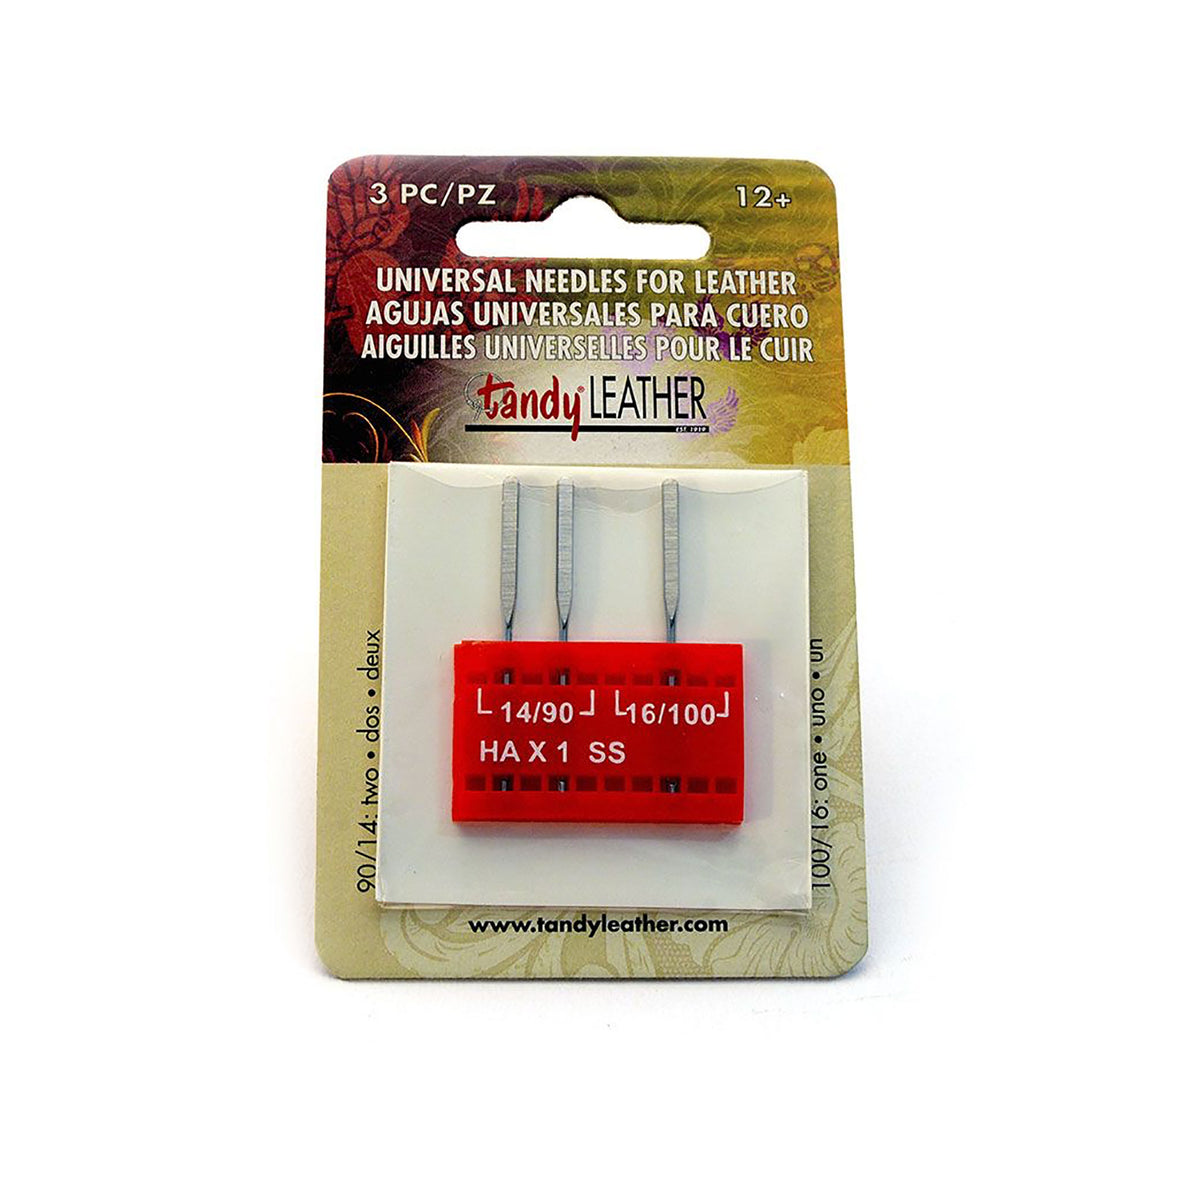 3 PC/PZ
12+
UNIVERSAL NEEDLES FOR LEATHER
AGUJAS UNIVERSALES PARA CUERO
AIGUILLES UNIVERSELLES POUR LE CUIR
tandy® LEATHER
EST. 1919
90/14: two • dos • deux
14/90
16/100
HA X 1 SS
100/16: one • uno • un
www.tandyleather.com